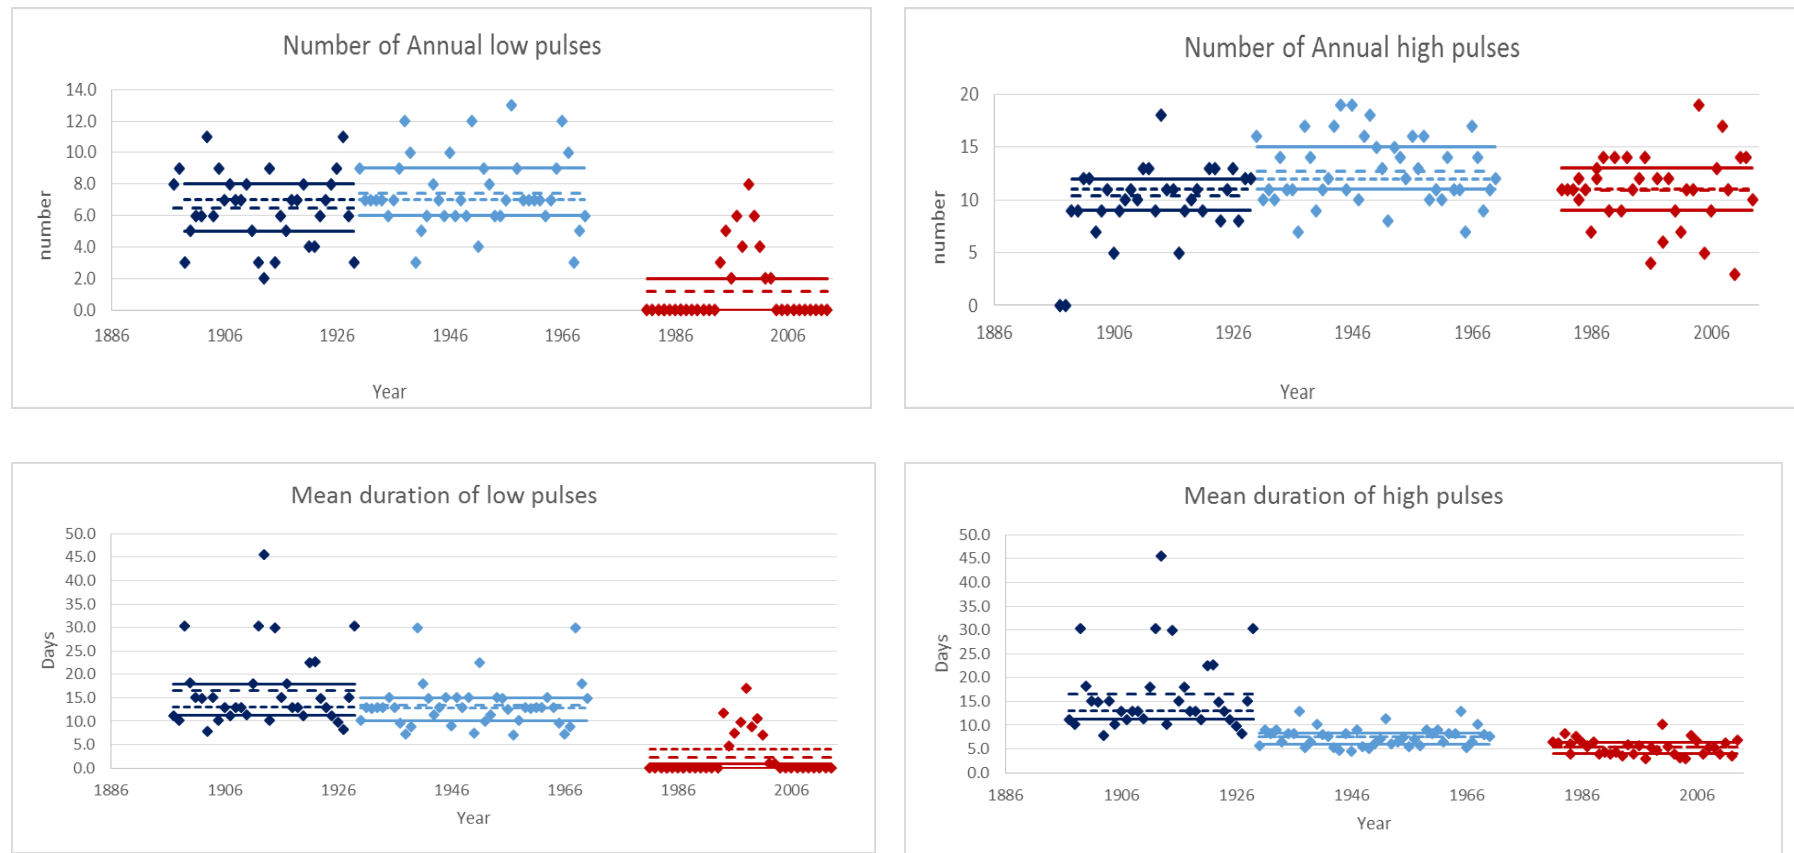 Number of Annual low pulses
14.0
12.0
10.0
8.0
6.0
4.0
2.0
0.0
number
1886 1906 1926 1946 1966 1986 2006
Year
Number of Annual high pulses
20
15
10
5
0
number
1886 1906 1926 1946 1966 1986 2006
Year
Mean duration of low pulses
50.0
45.0
40.0
35.0
30.0
25.0
20.0
15.0
10.0
5.0
0.0
Days
1886 1906 1926 1946 1966 1986 2006
Year
Mean duration of high pulses
50.0
45.0
40.0
35.0
30.0
25.0
20.0
15.0
10.0
5.0
0.0
Days
1886 1906 1926 1946 1966 1986 2006
Year